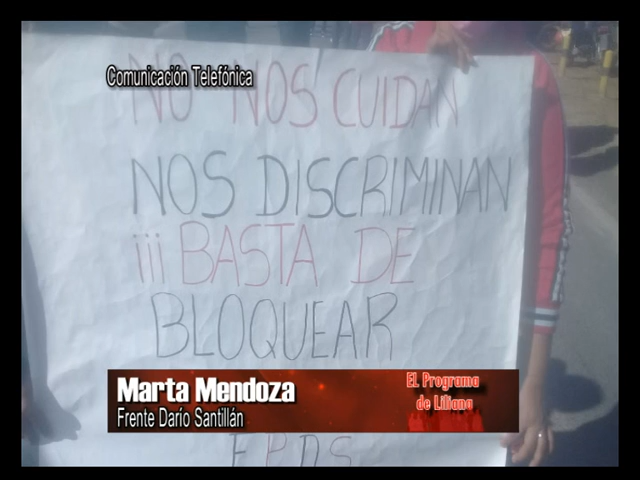 Comunicación Telefónica
NO NOS CUIDAN
NOS DISCRIMINAN
¡¡¡BASTA DE
BLOQUEAR
Marta Mendoza
Frente Darío Santillán
EL Programa
de Liliana
FPDS